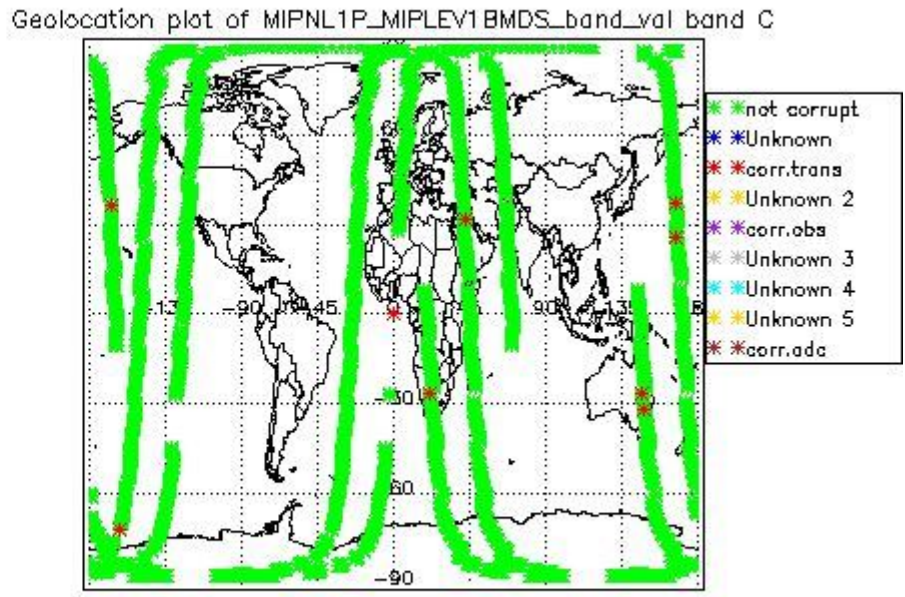 Geolocation plot of MIPNL1P_MIPLEV1BMDS_band_val band C
not corrupt
Unknown
corr.trans
Unknown 2
corr.obs
Unknown 3
Unknown 4
Unknown 5
corr.adc
-90
-45
90
-60
-90